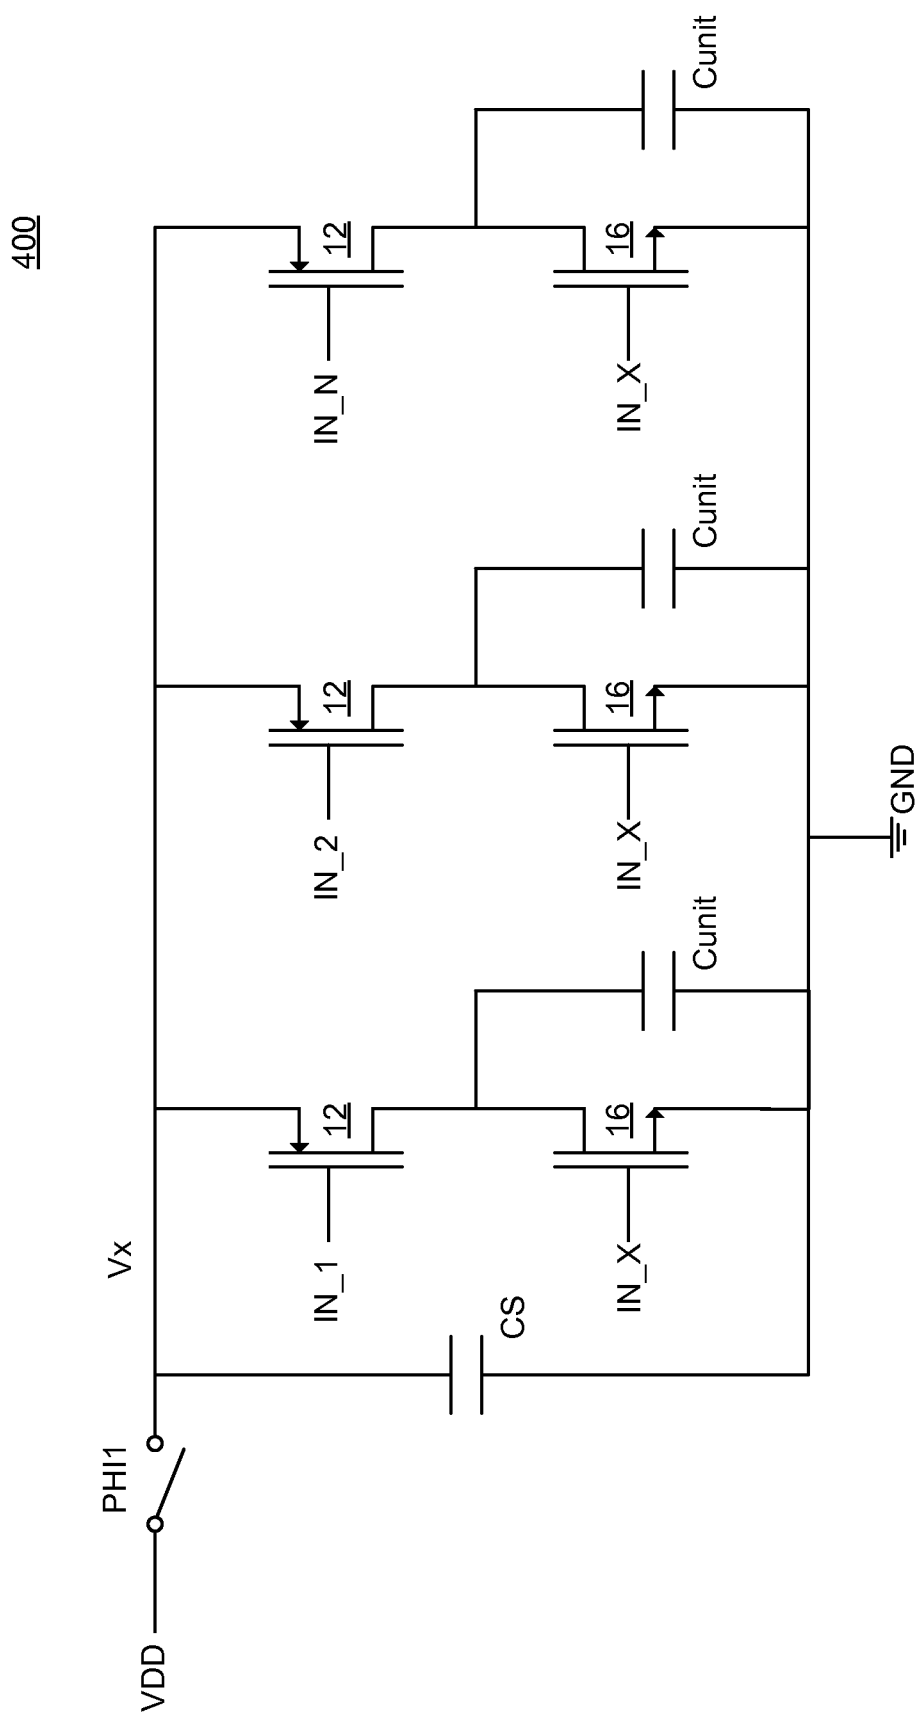 400
VDD
PHI1
Vx
CS
IN_1
12
IN_X
16
Cunit
IN_2
12
IN_X
16
Cunit
IN_N
12
IN_X
16
Cunit
GND